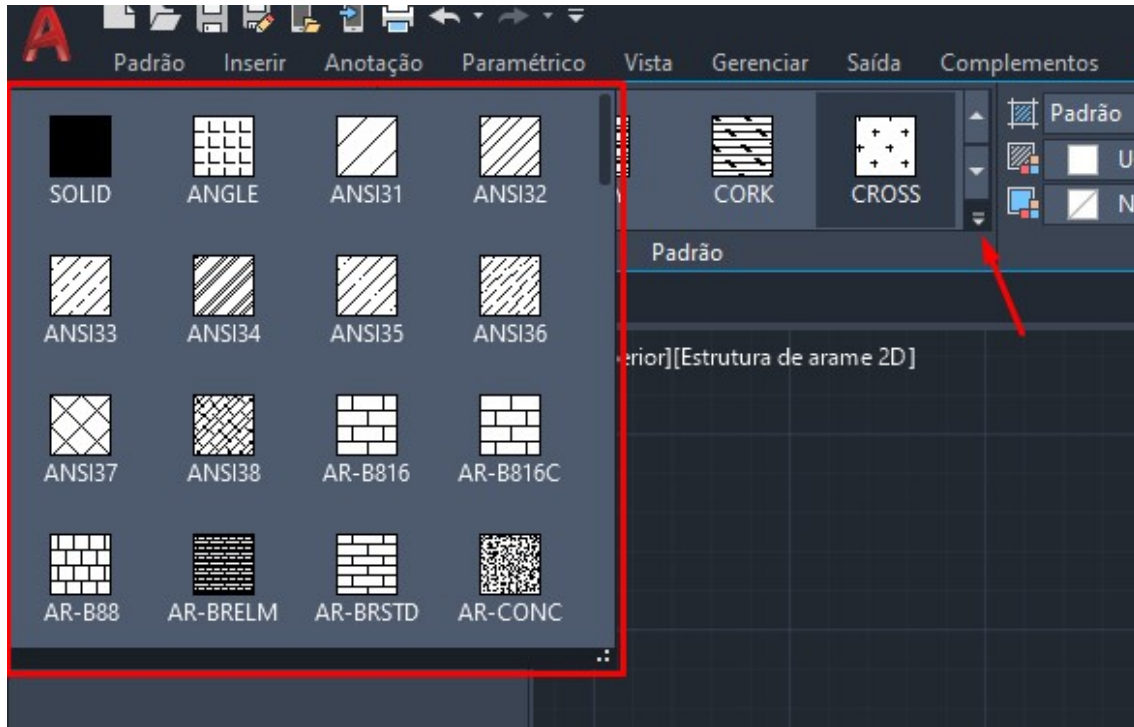 Padrão Inserir Anotação Paramétrico Vista Gerenciar Saída Complementos
SOLID ANGLE ANSI31 ANSI32
CORK CROSS
Padrão
U
N
Padrão
ANSI33 ANSI34 ANSI35 ANSI36
erior][Estrutura de arame 2D]
ANSI37 ANSI38 AR-B816 AR-B816C
AR-B88 AR-BRELM AR-BRSTD AR-CONC